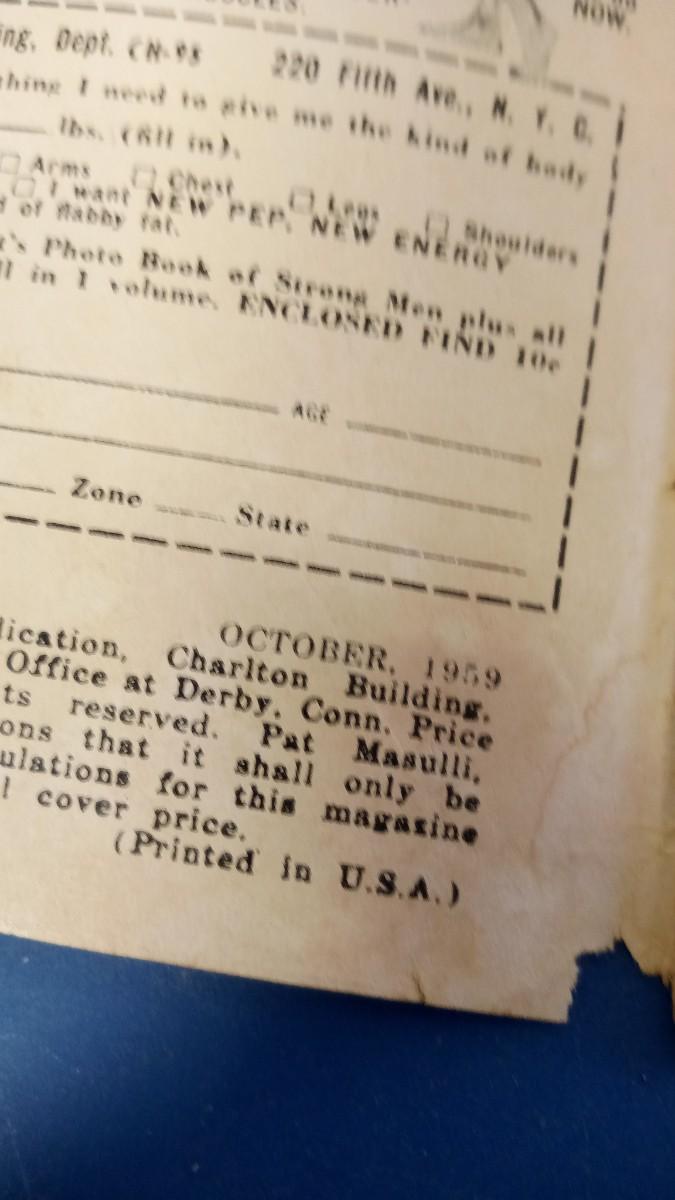 NOW.
ing, Dept. CN-95 220 Fifth Ave., N. Y. C.
thing I need to give me the kind of body
lbs. (fill in).
Arms Chest Legs Shoulders
I want NEW PEP, NEW ENERGY
of flabby fat.
t's Photo Book of Strong Men plus all
ll in 1 volume. ENCLOSED FIND 10c
AGE
Zone State
OCTOBER, 1959
lication, Charlton Building,
Office at Derby, Conn. Price
ts reserved. Pat Masulli,
ons that it shall only be
ulations for this magazine
l cover price.
(Printed in U.S.A.)